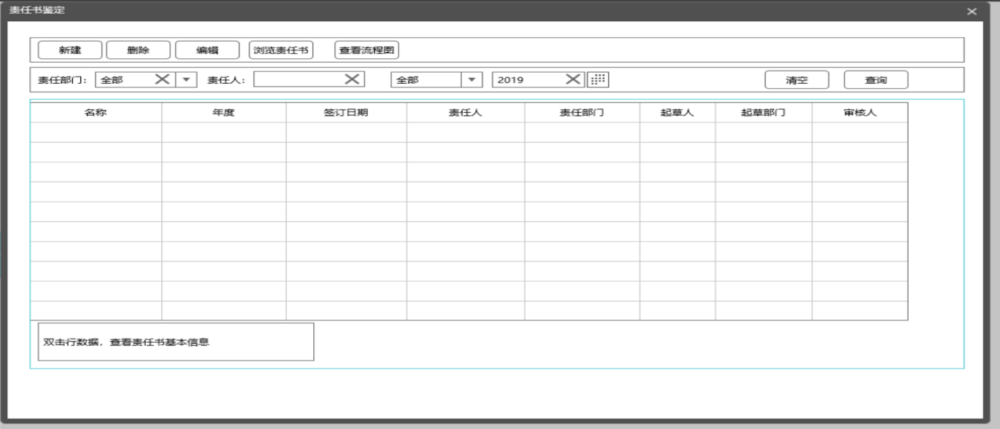 责任书鉴定
新建 删除 编辑 浏览责任书 查看流程图
责任部门: 全部 责任人: 全部 2019 清空 查询
名称 年度 签订日期 责任人 责任部门 起草人 起草部门 审核人
双击行数据，查看责任书基本信息